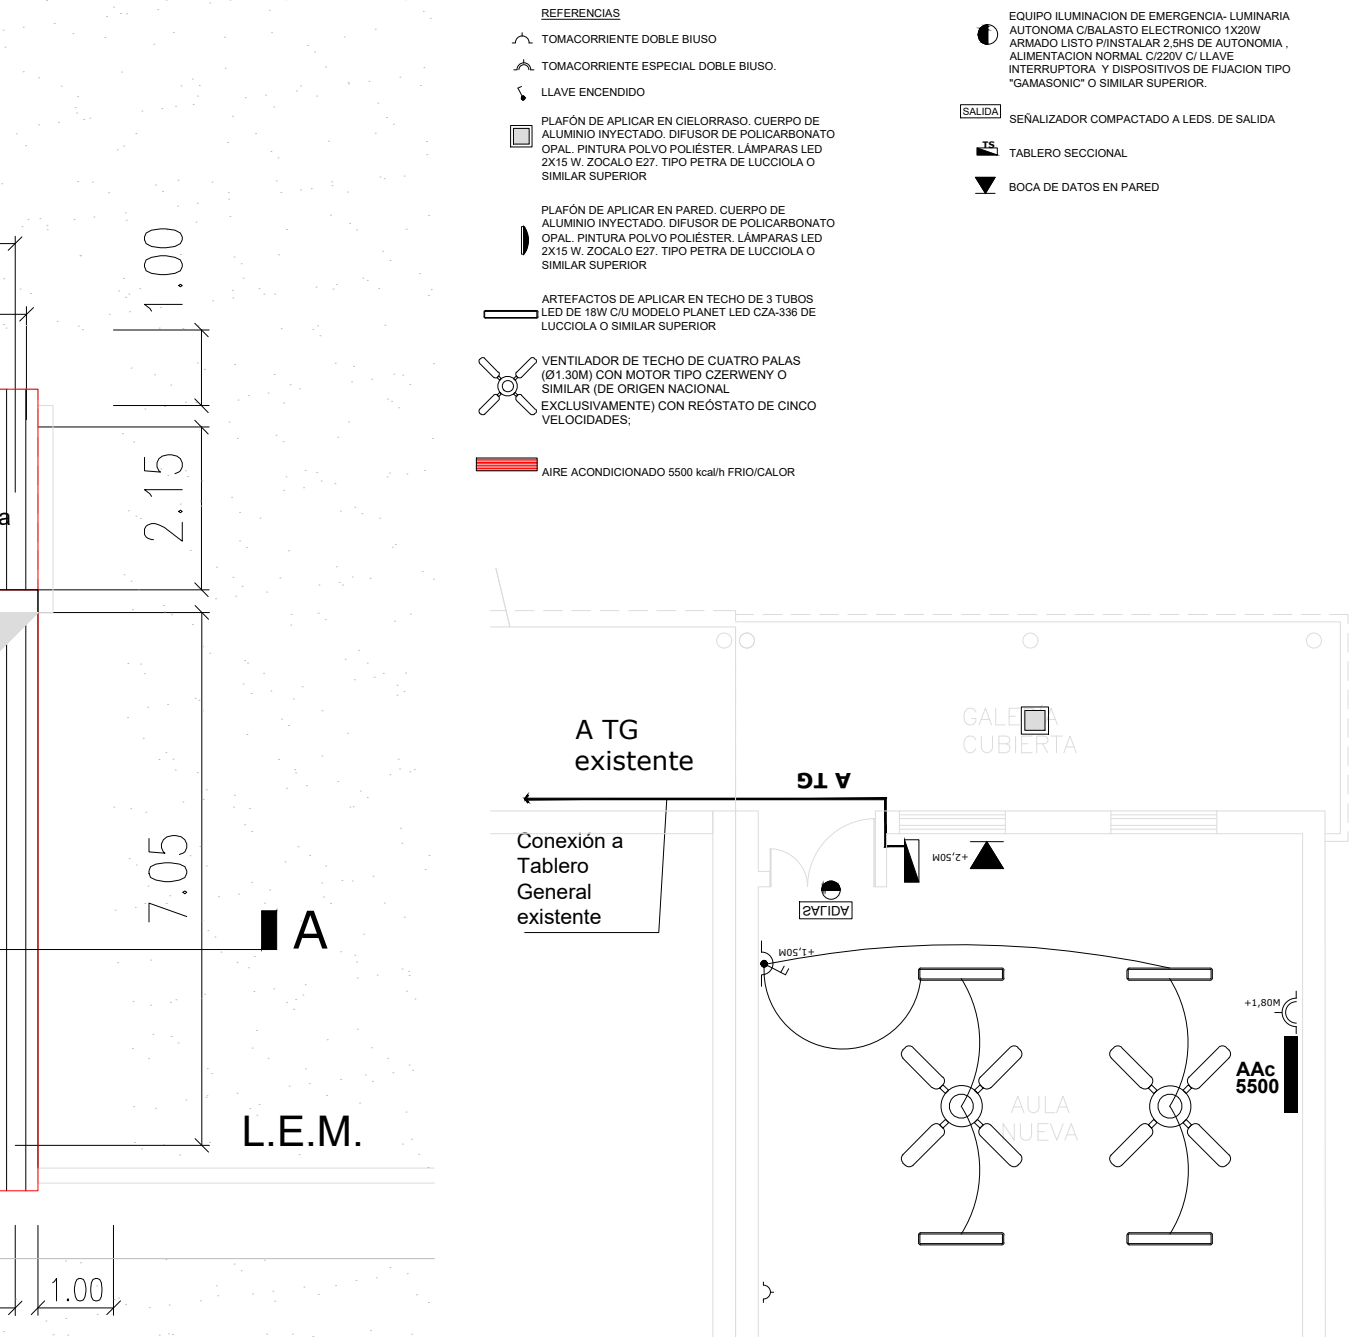 REFERENCIAS
TOMACORRIENTE DOBLE BIUSO
TOMACORRIENTE ESPECIAL DOBLE BIUSO.
LLAVE ENCENDIDO
PLAFÓN DE APLICAR EN CIELORRASO. CUERPO DE
ALUMINIO INYECTADO. DIFUSOR DE POLICARBONATO
OPAL. PINTURA POLVO POLIÉSTER. LÁMPARAS LED
2X15 W. ZOCALO E27. TIPO PETRA DE LUCCIOLA O
SIMILAR SUPERIOR
PLAFÓN DE APLICAR EN PARED. CUERPO DE
ALUMINIO INYECTADO. DIFUSOR DE POLICARBONATO
OPAL. PINTURA POLVO POLIÉSTER. LÁMPARAS LED
2X15 W. ZOCALO E27. TIPO PETRA DE LUCCIOLA O
SIMILAR SUPERIOR
ARTEFACTOS DE APLICAR EN TECHO DE 3 TUBOS
LED DE 18W C/U MODELO PLANET LED CZA-336 DE
LUCCIOLA O SIMILAR SUPERIOR
VENTILADOR DE TECHO DE CUATRO PALAS
(Ø1.30M) CON MOTOR TIPO CZERWENY O
SIMILAR (DE ORIGEN NACIONAL
EXCLUSIVAMENTE) CON REÓSTATO DE CINCO
VELOCIDADES;
AIRE ACONDICIONADO 5500 kcal/h FRIO/CALOR
EQUIPO ILUMINACION DE EMERGENCIA- LUMINARIA
AUTONOMA C/BALASTO ELECTRONICO 1X20W
ARMADO LISTO P/INSTALAR 2,5HS DE AUTONOMIA ,
ALIMENTACION NORMAL C/220V C/ LLAVE
INTERRUPTORA Y DISPOSITIVOS DE FIJACION TIPO
"GAMASONIC" O SIMILAR SUPERIOR.
SALIDA
SEÑALIZADOR COMPACTADO A LEDS. DE SALIDA
TS
TABLERO SECCIONAL
BOCA DE DATOS EN PARED
1.00
2.15
a
7.05
A
L.E.M.
1.00
A TG
existente
GALERIA
CUBIERTA
A TG
Conexión a
Tablero
General
existente
+2,50M
SALIDA
+1,50M
+1,80M
AAc
5500
AULA
NUEVA